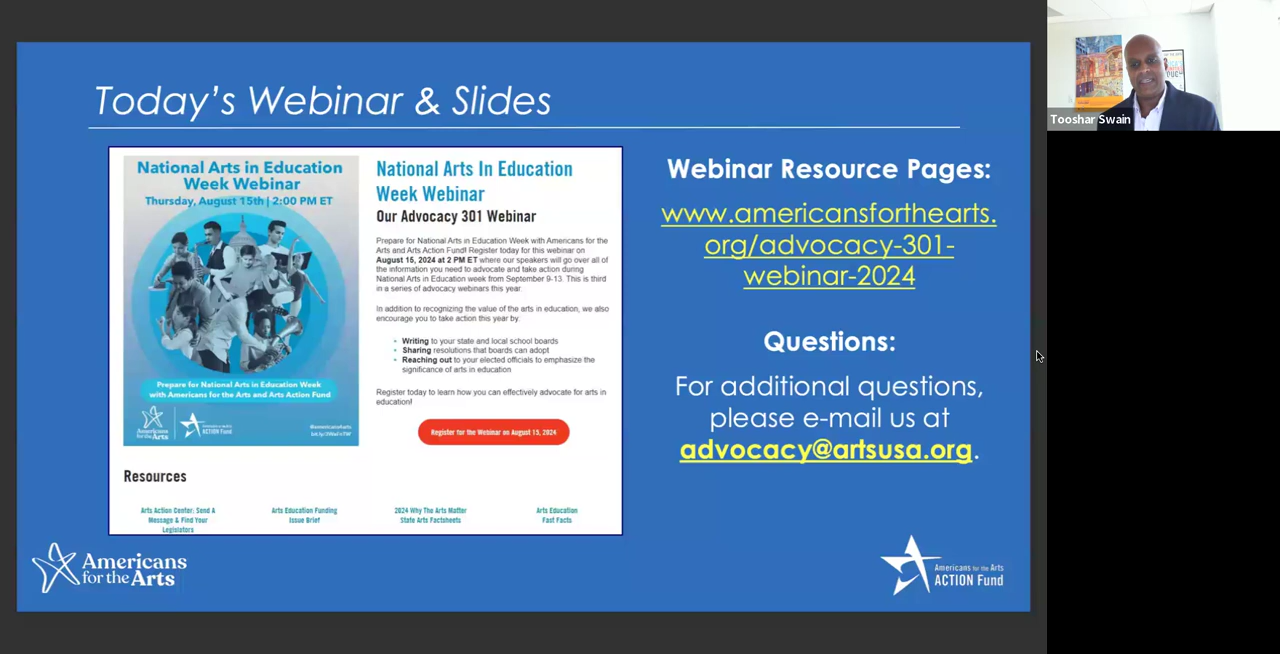 Today's Webinar & Slides
National Arts in Education
Week Webinar
Thursday, August 15th | 2:00 PM ET
Prepare for National Arts in Education Week
with Americans for the Arts and Arts Action Fund
Americans
for the Arts
ACTION FUND
National Arts In Education
Week Webinar
Our Advocacy 301 Webinar
Prepare for National Arts in Education Week with Americans for the
Arts and Arts Action Fund! Register today for this webinar on
August 15, 2024 at 2 PM ET where our speakers will go over all of
the information you need to advocate and take action during
National Arts in Education week from September 9-13. This is third
in a series of advocacy webinars this year.
In addition to recognizing the value of the arts in education, we also
encourage you to take action this year by:
• Writing to your state and local school boards
• Sharing resolutions that boards can adopt
• Reaching out to your elected officials to emphasize the
significance of arts in education
Register today to learn how you can effectively advocate for arts in
education!
Register for the Webinar on August 15, 2024
Resources
Arts Action Center: Send A
Message & Find Your
Legislators
Arts Education Funding
Issue Brief
2024 Why The Arts Matter
State Arts Factsheets
Arts Education
Fast Facts
Webinar Resource Pages:
www.americansforthearts.
org/advocacy-301-
webinar-2024
Questions:
For additional questions,
please e-mail us at
advocacy@artsusa.org.
Americans
for the Arts
Americans for the Arts
ACTION Fund
Tooshar Swain